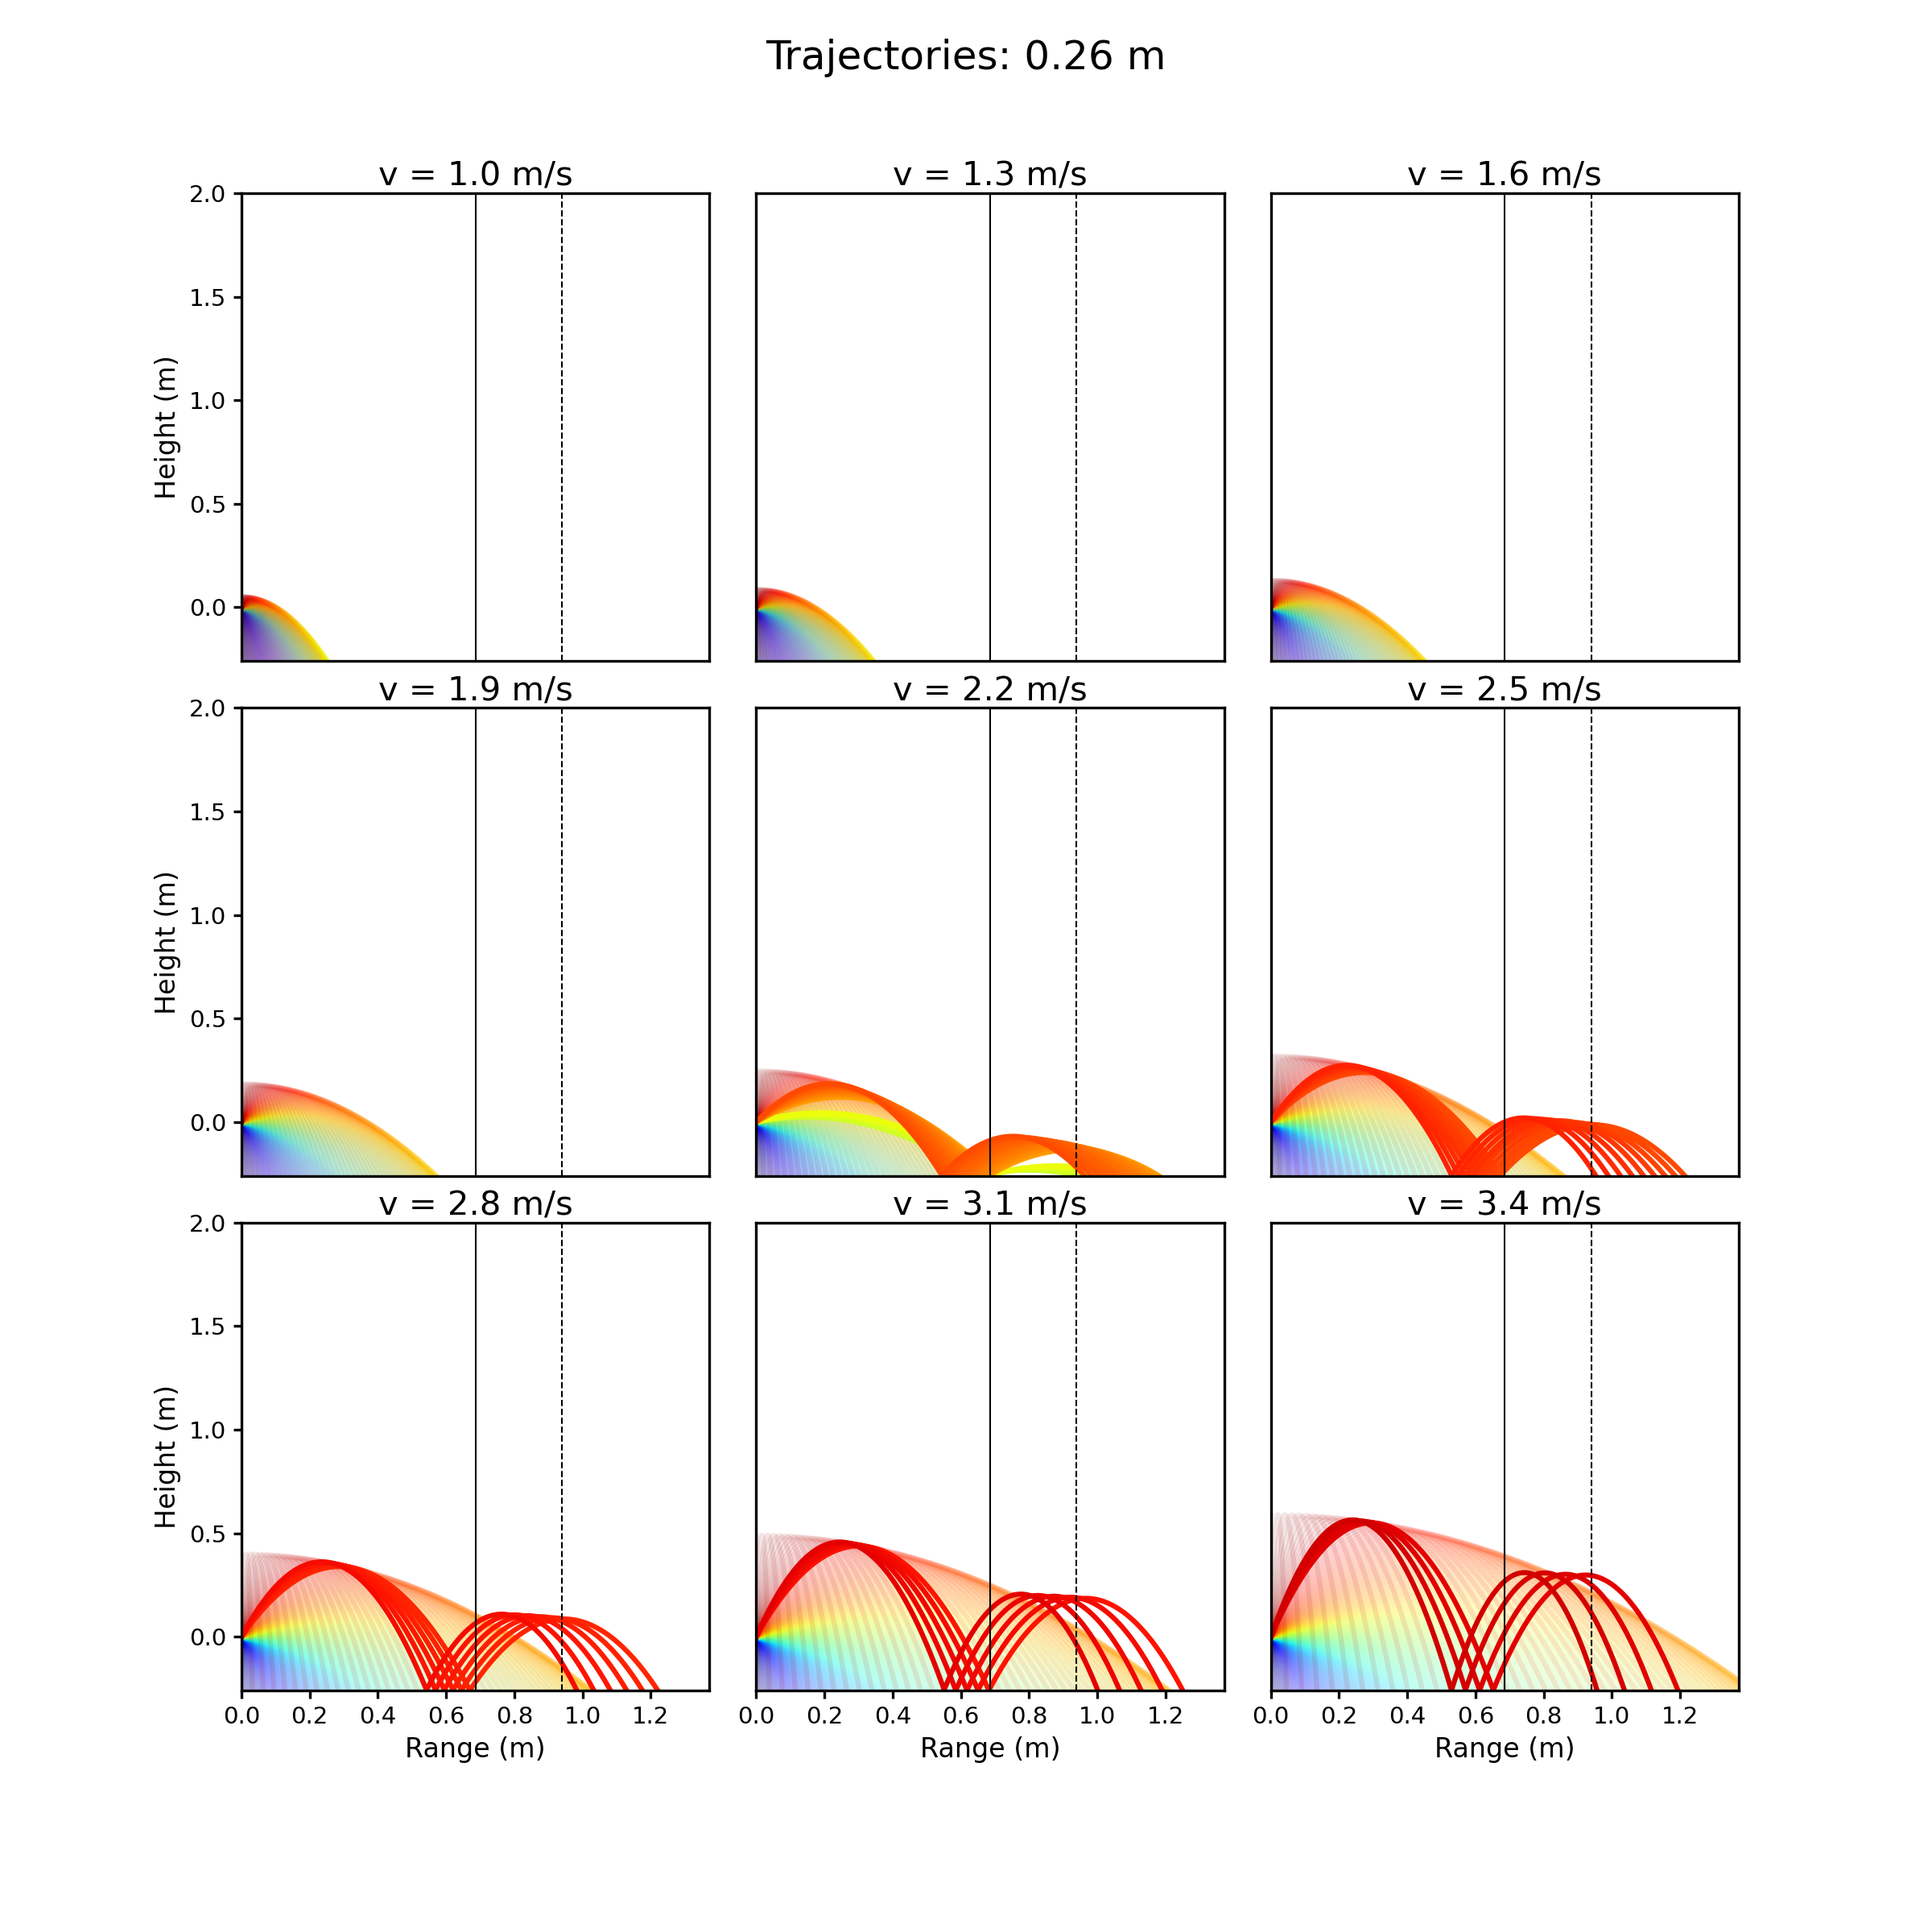 Trajectories: 0.26 m
v = 1.0 m/s
v = 1.3 m/s
v = 1.6 m/s
2.0
1.5
1.0
0.5
0.0
Height (m)
v = 1.9 m/s
v = 2.2 m/s
v = 2.5 m/s
2.0
1.5
1.0
0.5
0.0
Height (m)
v = 2.8 m/s
v = 3.1 m/s
v = 3.4 m/s
2.0
1.5
1.0
0.5
0.0
Height (m)
0.0 0.2 0.4 0.6 0.8 1.0 1.2
0.0 0.2 0.4 0.6 0.8 1.0 1.2
0.0 0.2 0.4 0.6 0.8 1.0 1.2
Range (m)
Range (m)
Range (m)